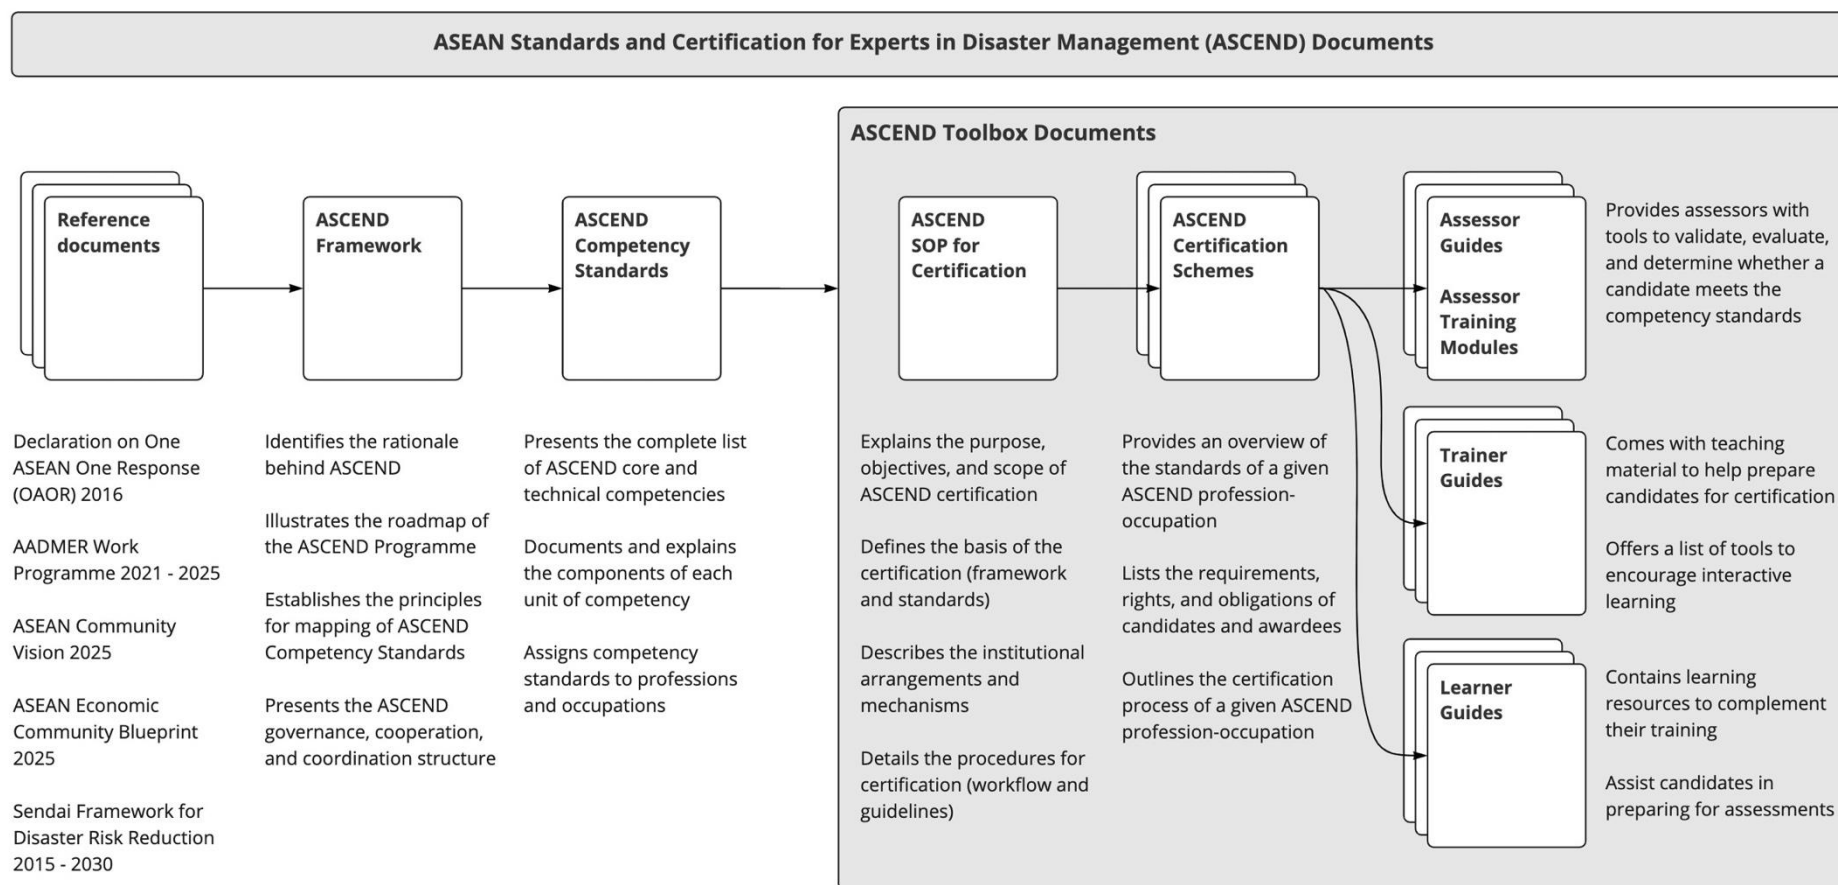 ASEAN Standards and Certification for Experts in Disaster Management (ASCEND) Documents
ASCEND Toolbox Documents
Reference
documents
ASCEND
Framework
ASCEND
Competency
Standards
ASCEND
SOP for
Certification
ASCEND
Certification
Schemes
Assessor
Guides
Assessor
Training
Modules
Provides assessors with
tools to validate, evaluate,
and determine whether a
candidate meets the
competency standards
Declaration on One
ASEAN One Response
(OAOR) 2016
AADMER Work
Programme 2021 - 2025
ASEAN Community
Vision 2025
ASEAN Economic
Community Blueprint
2025
Sendai Framework for
Disaster Risk Reduction
2015 - 2030
Identifies the rationale
behind ASCEND
Illustrates the roadmap of
the ASCEND Programme
Establishes the principles
for mapping of ASCEND
Competency Standards
Presents the ASCEND
governance, cooperation,
and coordination structure
Presents the complete list
of ASCEND core and
technical competencies
Documents and explains
the components of each
unit of competency
Assigns competency
standards to professions
and occupations
Explains the purpose,
objectives, and scope of
ASCEND certification
Defines the basis of the
certification (framework
and standards)
Describes the institutional
arrangements and
mechanisms
Details the procedures for
certification (workflow and
guidelines)
Provides an overview of
the standards of a given
ASCEND profession-
occupation
Lists the requirements,
rights, and obligations of
candidates and awardees
Outlines the certification
process of a given ASCEND
profession-occupation
Trainer
Guides
Comes with teaching
material to help prepare
candidates for certification
Offers a list of tools to
encourage interactive
learning
Learner
Guides
Contains learning
resources to complement
their training
Assist candidates in
preparing for assessments